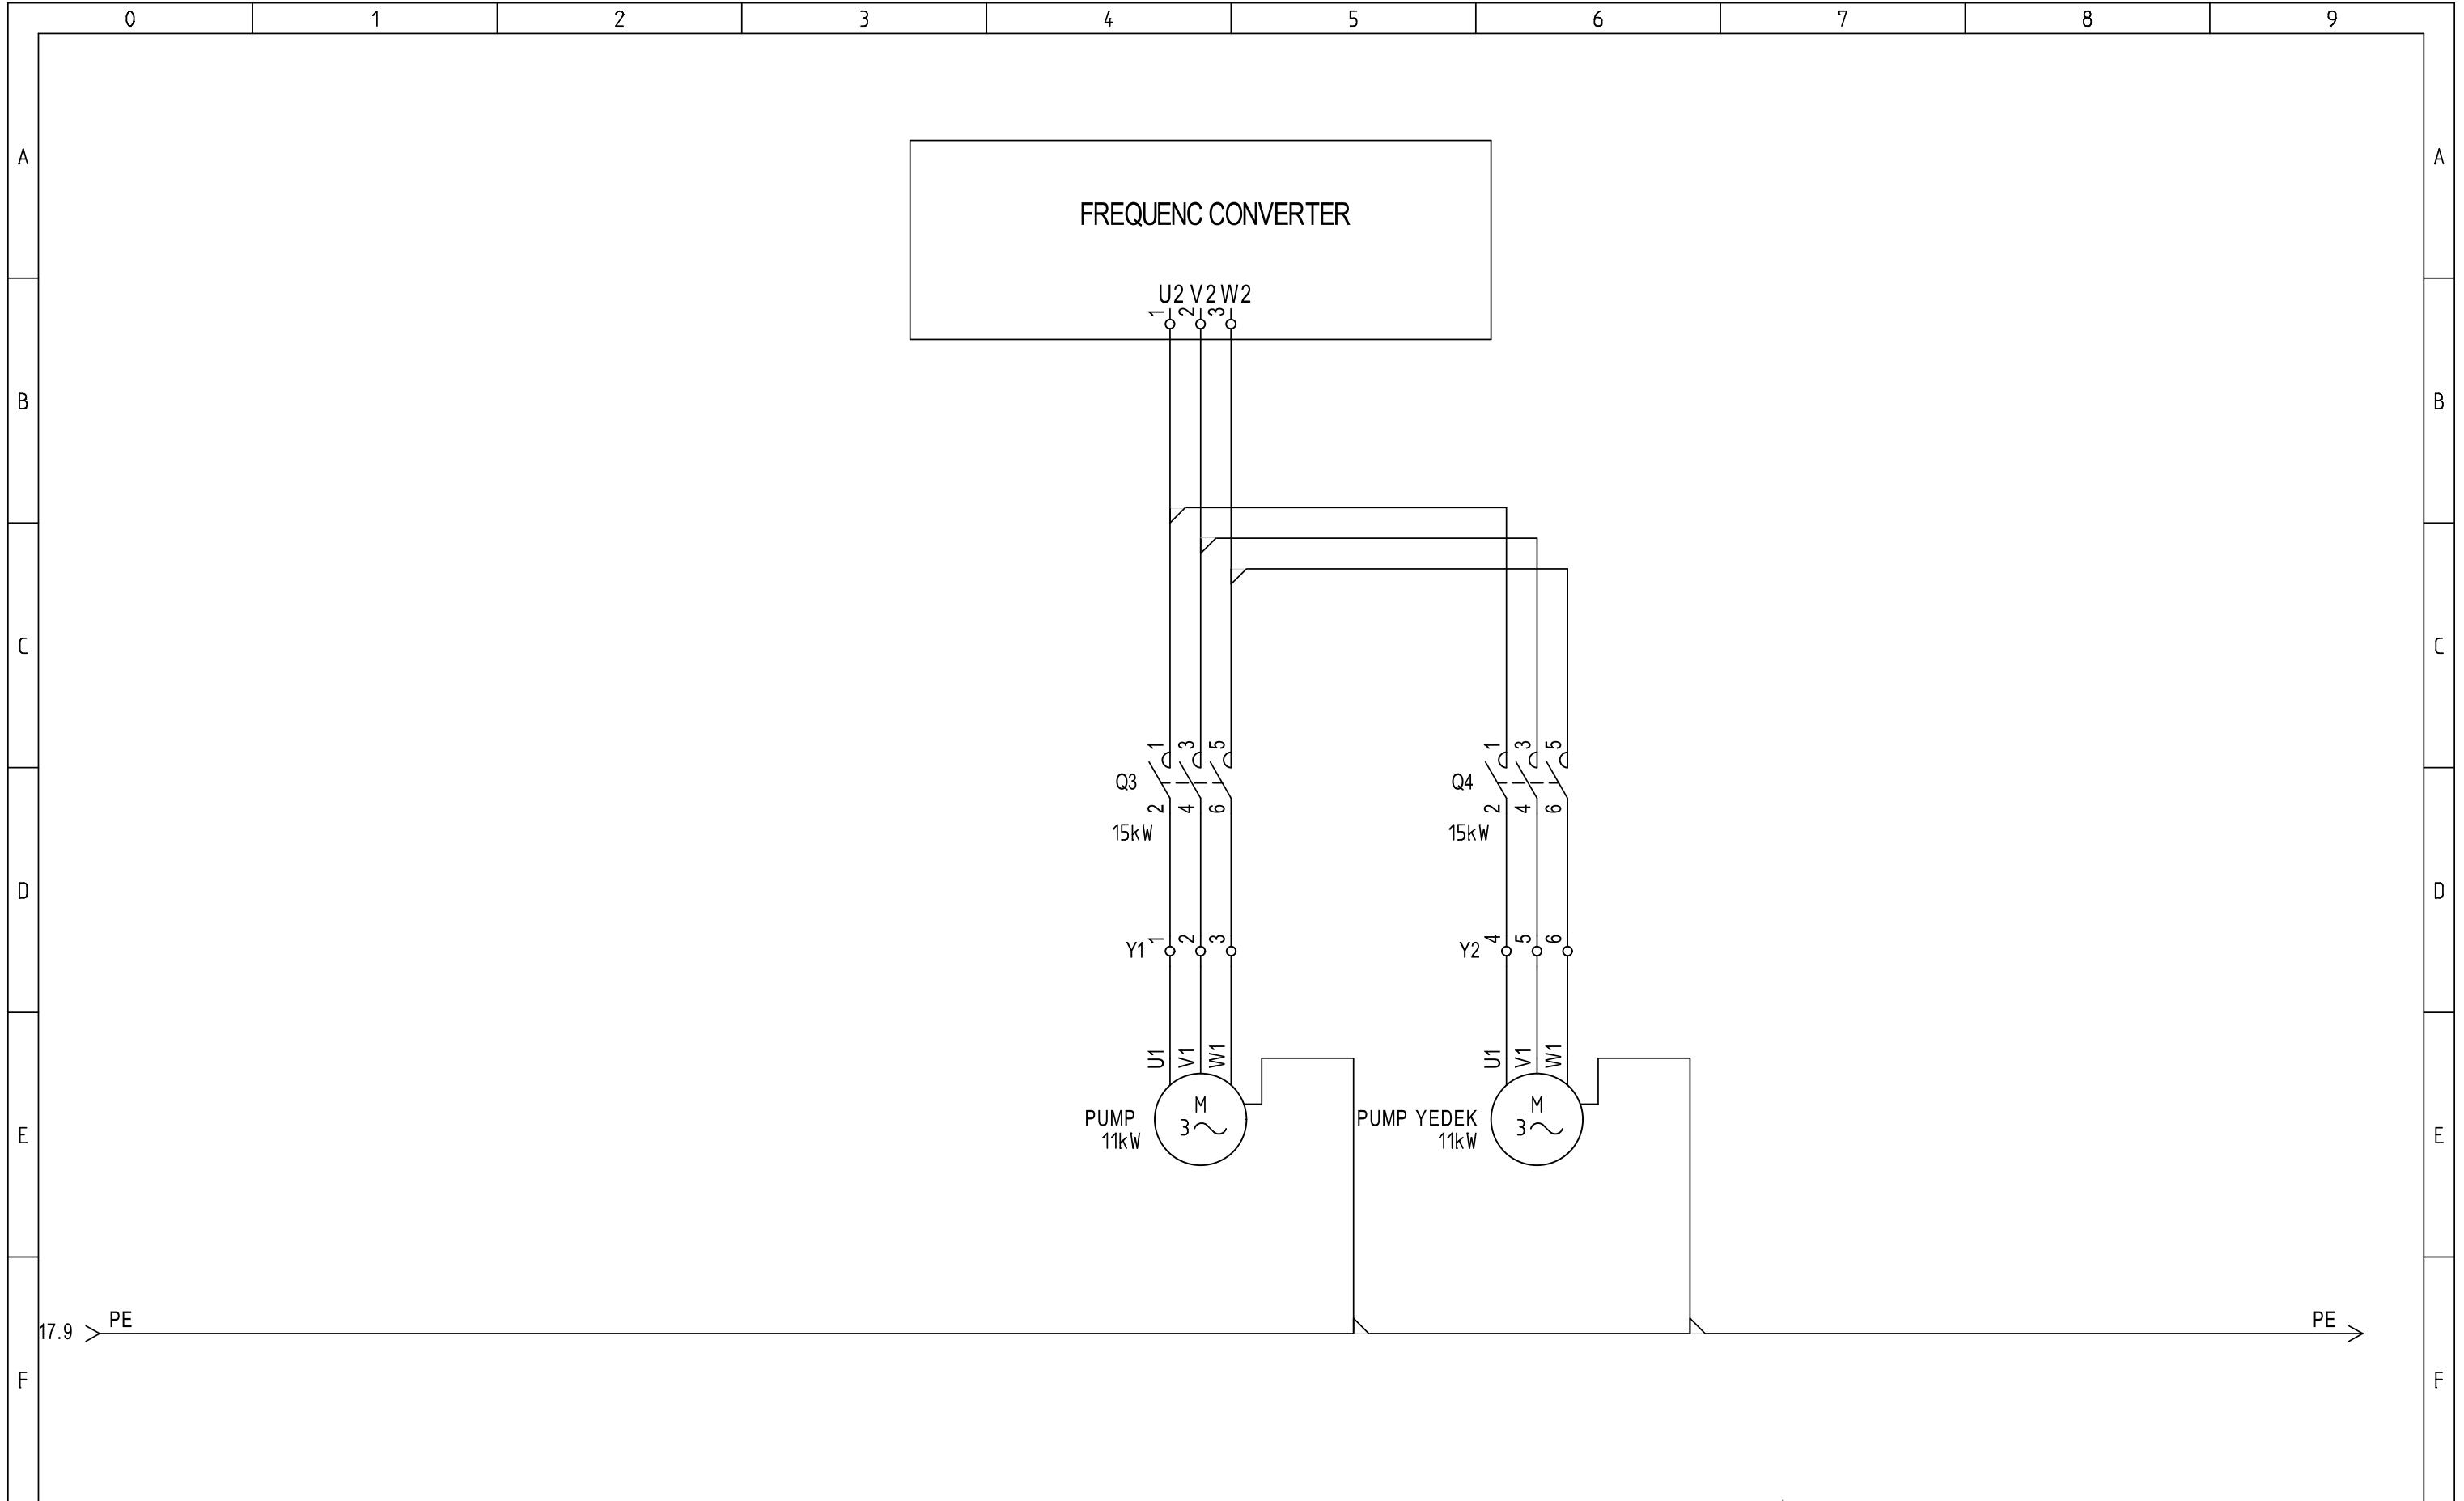 0 1 2 3 4 5 6 7 8 9
A A
FREQUENC CONVERTER
U2 V2 W2
1 2 3
B B
C C
1 3 5 1 3 5
Q3 Q4
2 4 6 2 4 6
15kW 15kW
D D
Y1 1 2 3 Y2 4 5 6
U1 V1 W1 U1 V1 W1
PUMP M PUMP YEDEK M
11kW 3 11kW 3
E E
PE PE
17.9
F F